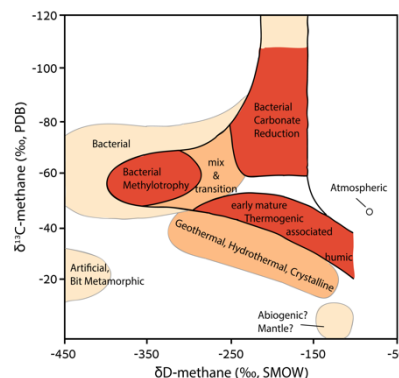 -120
-100
-80
-60
-40
-20
δ¹³C-methane (‰, PDB)
Bacterial
Bacterial
Carbonate
Reduction
mix
&
transition
Bacterial
Methylotrophy
Atmospheric
early mature
Thermogenic
associated
humic
Geothermal, Hydrothermal, Crystalline
Artificial,
Bit Metamorphic
Abiogenic?
Mantle?
-450
-350
-250
-150
-50
δD-methane (‰, SMOW)